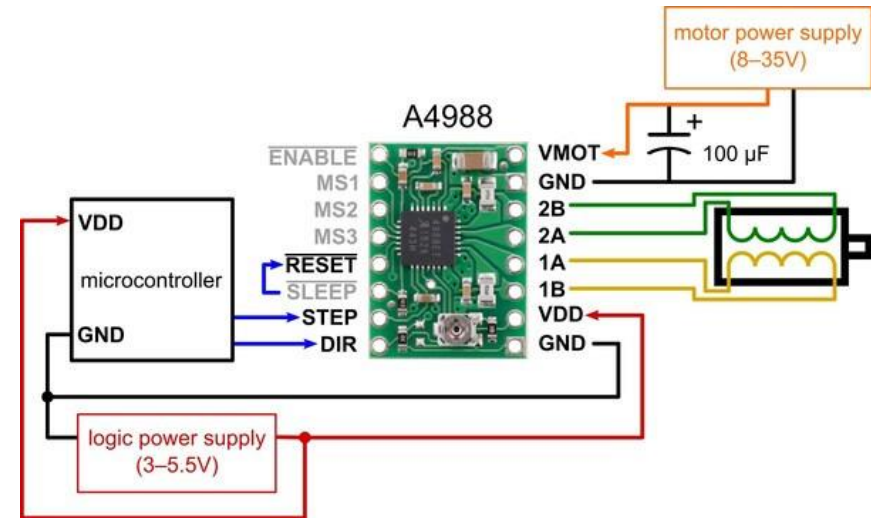 motor power supply
(8–35V)
A4988
+
100 µF
ENABLE
MS1
MS2
MS3
RESET
SLEEP
STEP
DIR
VMOT
GND
2B
2A
1A
1B
VDD
GND
VDD
microcontroller
GND
logic power supply
(3–5.5V)